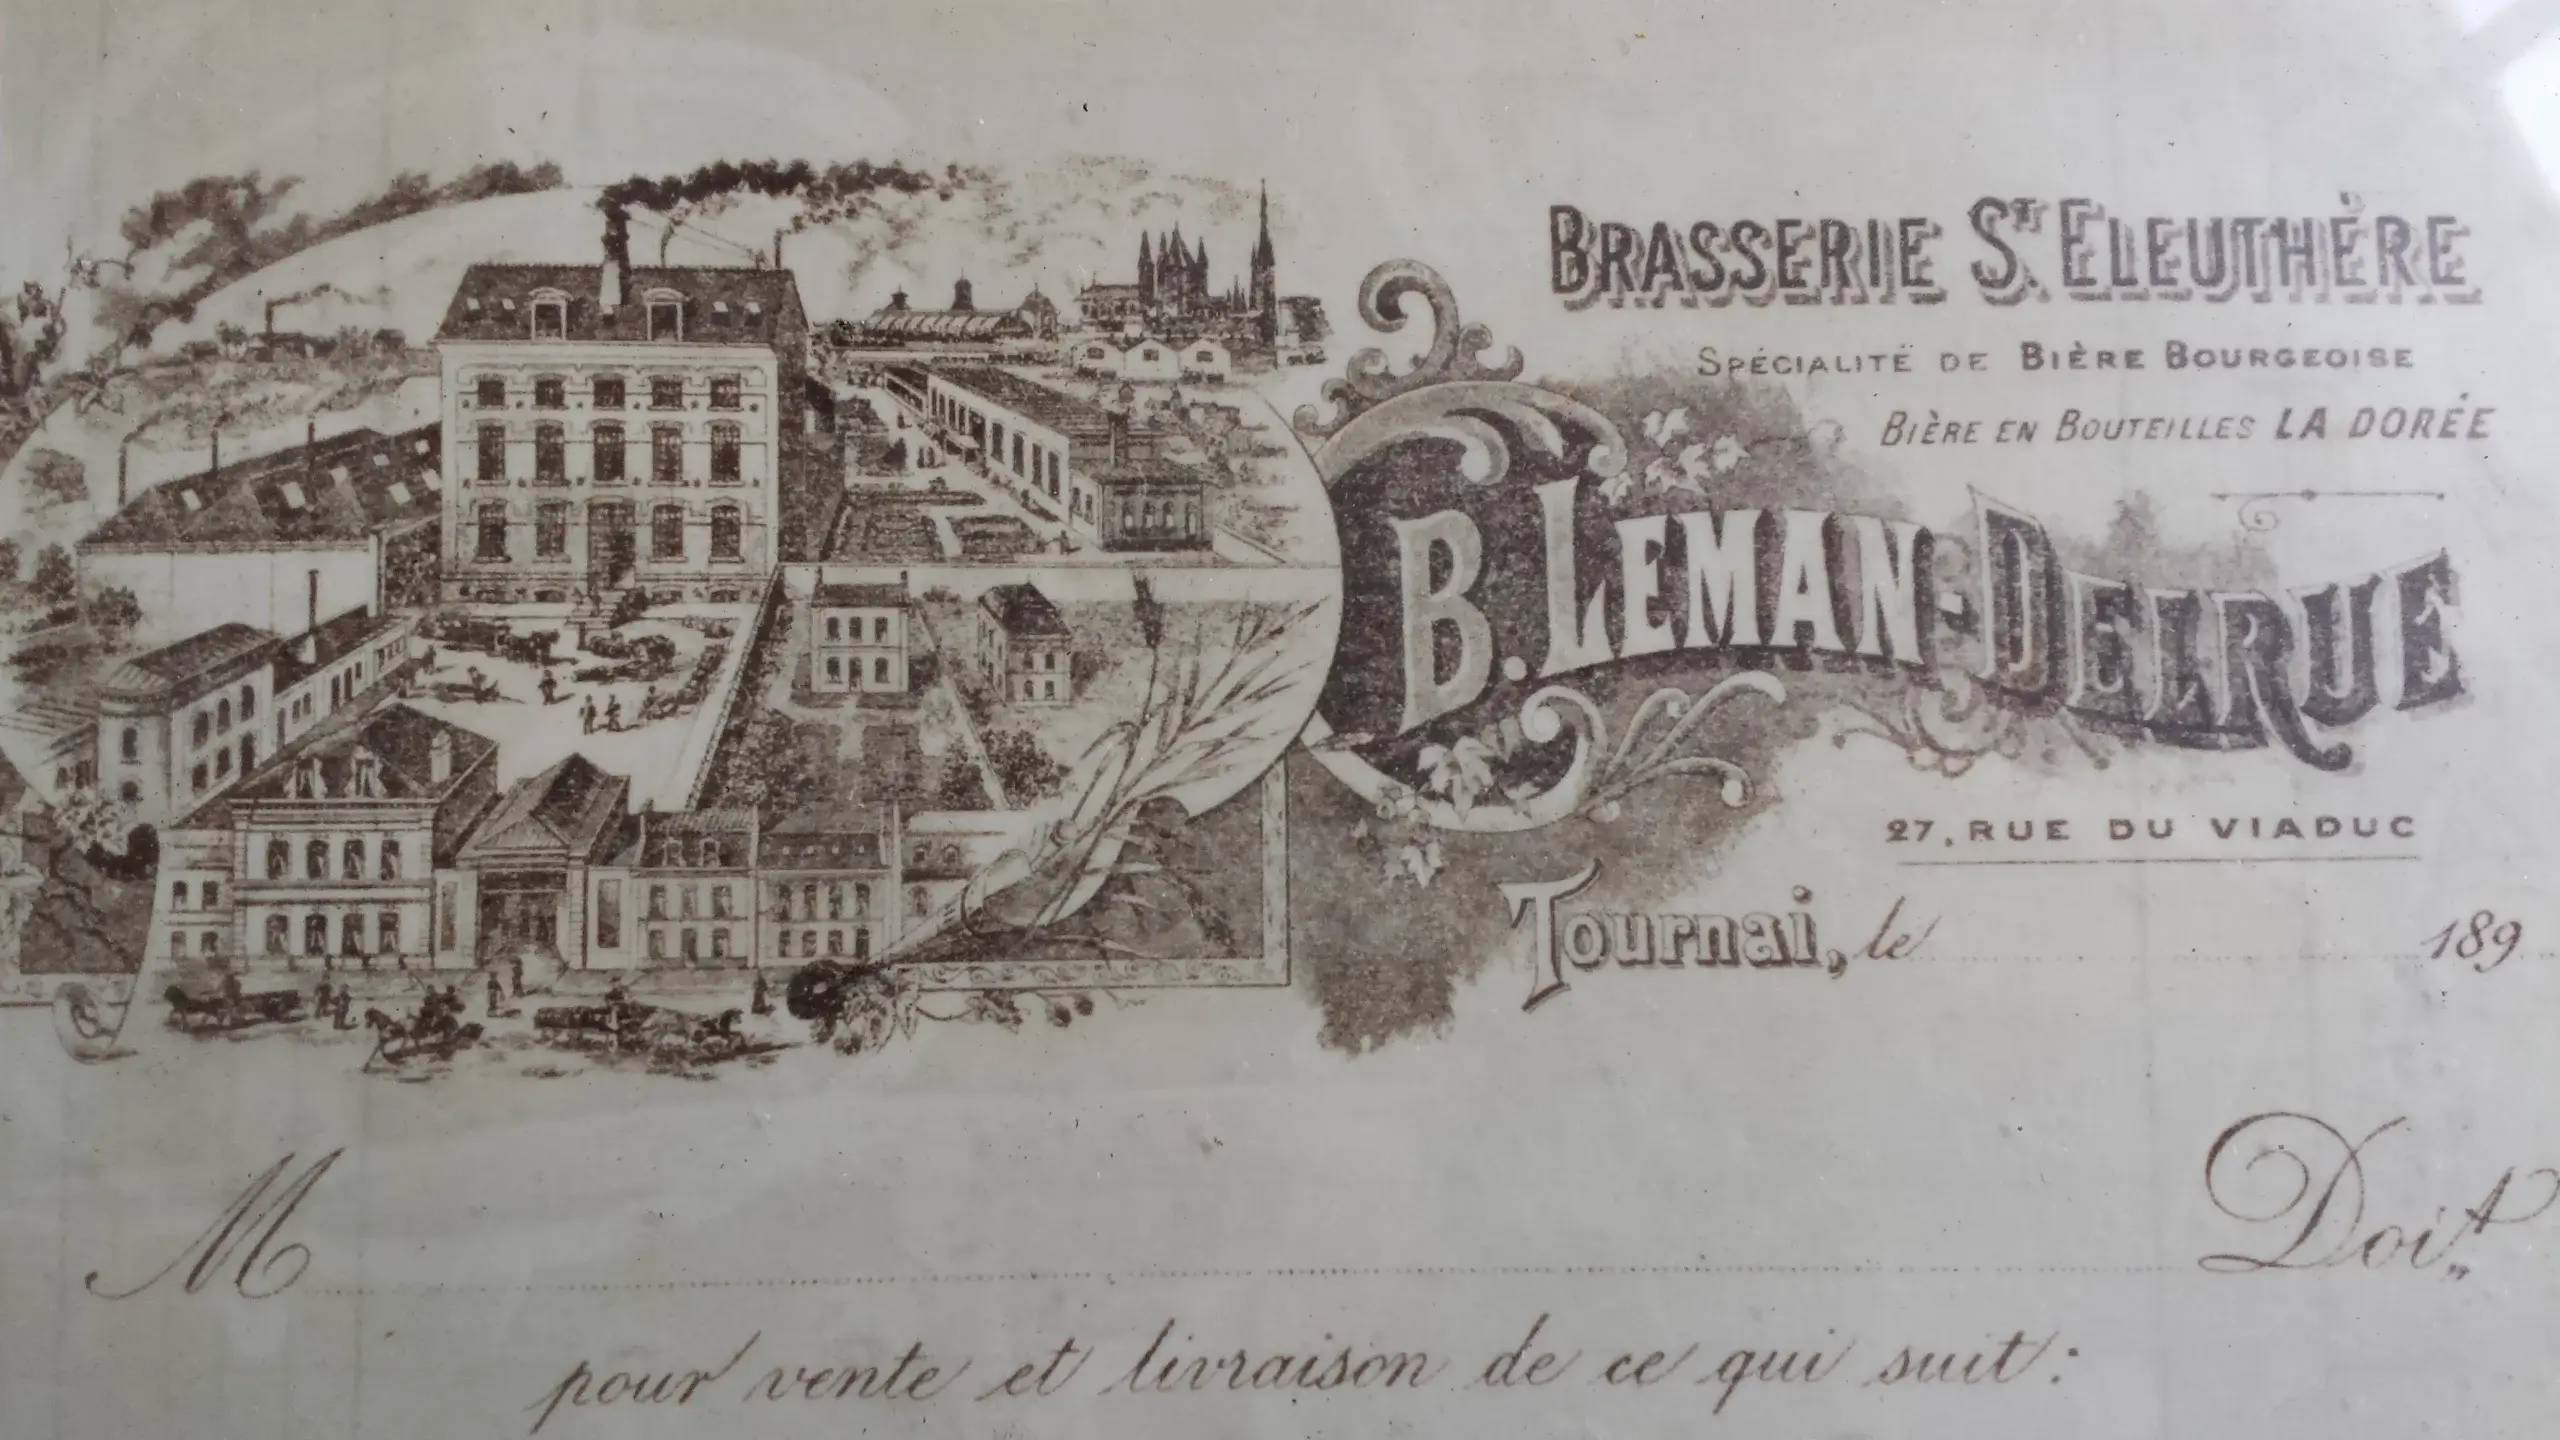 BRASSERIE ST. ELEUTHÈRE
SPÉCIALITÉ DE BIÈRE BOURGEOISE
BIÈRE EN BOUTEILLES LA DORÉE
B. LEMAN-DELRUE
27, RUE DU VIADUC
Tournai, le 189
M Doit
pour vente et livraison de ce qui suit: